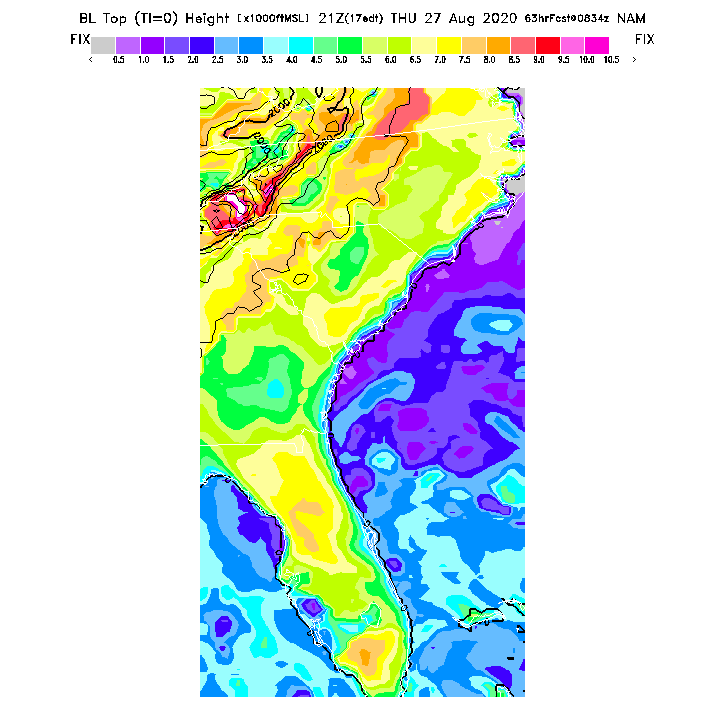 BL Top (TI=0) Height [x1000ftMSL] 21Z(17edt) THU 27 Aug 2020 63hrFcst@0834z NAM
FIX FIX
< 0.5 1.0 1.5 2.0 2.5 3.0 3.5 4.0 4.5 5.0 5.5 6.0 6.5 7.0 7.5 8.0 8.5 9.0 9.5 10.0 10.5 >
2000
2000